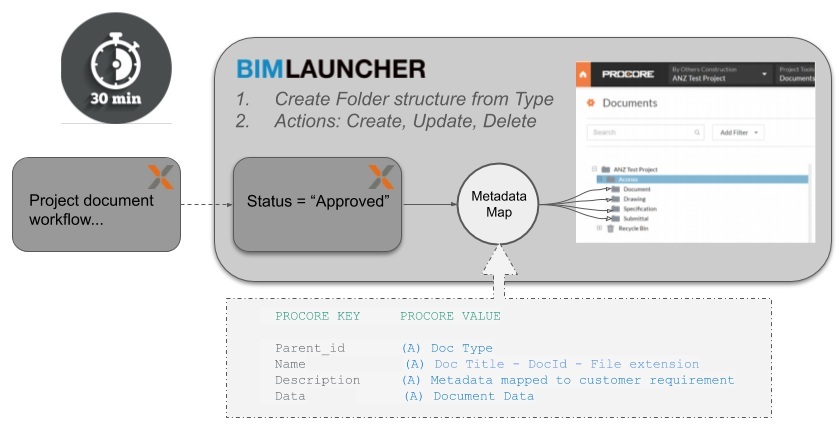 30 min
BIMLAUNCHER
1. Create Folder structure from Type
2. Actions: Create, Update, Delete
PROCORE
By Others Construction
ANZ Test Project
Project Tools
Documents
Documents
Search
Add Filter
ANZ Test Project
Aconex
Document
Drawing
Specification
Submittal
Recycle Bin
Project document
workflow...
Status = “Approved”
Metadata
Map
PROCORE KEY PROCORE VALUE
Parent_id (A) Doc Type
Name (A) Doc Title - DocId - File extension
Description (A) Metadata mapped to customer requirement
Data (A) Document Data